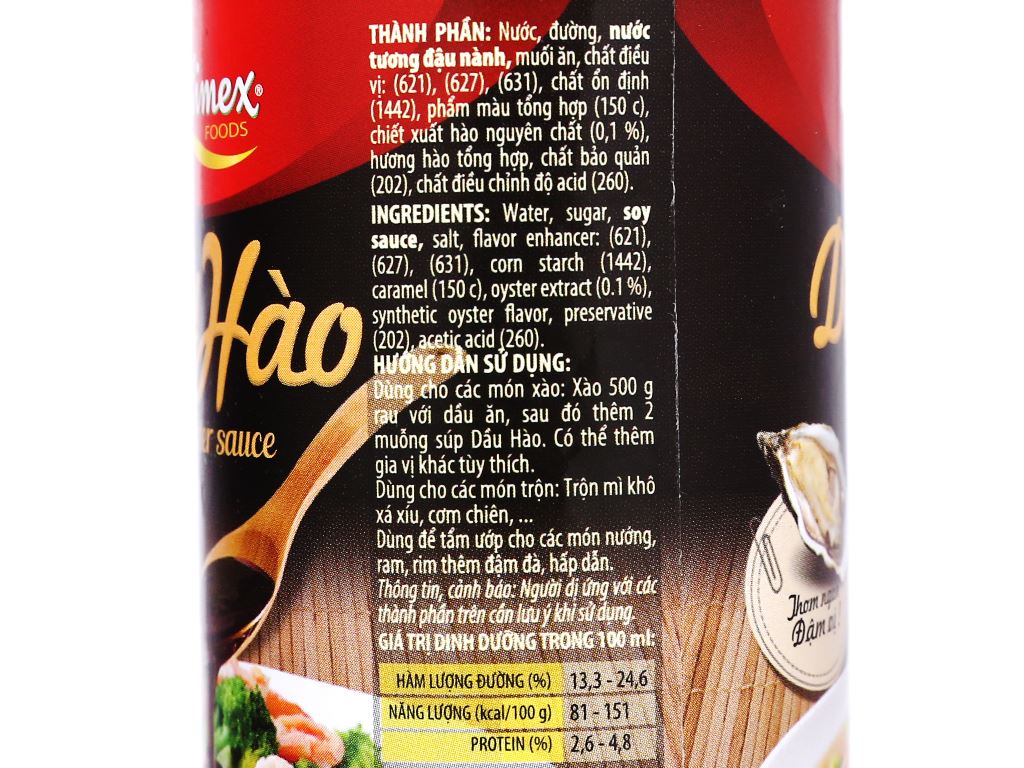 imex®
FOODS
Hào
er sauce
THÀNH PHẦN: Nước, đường, nước
tương đậu nành, muối ăn, chất điều
vị: (621), (627), (631), chất ổn định
(1442), phẩm màu tổng hợp (150 c),
chiết xuất hào nguyên chất (0,1 %),
hương hào tổng hợp, chất bảo quản
(202), chất điều chỉnh độ acid (260).
INGREDIENTS: Water, sugar, soy
sauce, salt, flavor enhancer: (621),
(627), (631), corn starch (1442),
caramel (150 c), oyster extract (0.1 %),
synthetic oyster flavor, preservative
(202), acetic acid (260).
HƯỚNG DẪN SỬ DỤNG:
Dùng cho các món xào: Xào 500 g
rau với dầu ăn, sau đó thêm 2
muỗng súp Dầu Hào. Có thể thêm
gia vị khác tùy thích.
Dùng cho các món trộn: Trộn mì khô
xá xíu, cơm chiên, ...
Dùng để tẩm ướp cho các món nướng,
ram, rim thêm đậm đà, hấp dẫn.
Thông tin, cảnh báo: Người dị ứng với các
thành phần trên cần lưu ý khi sử dụng.
GIÁ TRỊ DINH DƯỠNG TRONG 100 ml:
HÀM LƯỢNG ĐƯỜNG (%) 13,3 - 24,6
NĂNG LƯỢNG (kcal/100 g) 81 - 151
PROTEIN (%) 2,6 - 4,8
D
Thơm
Đậm